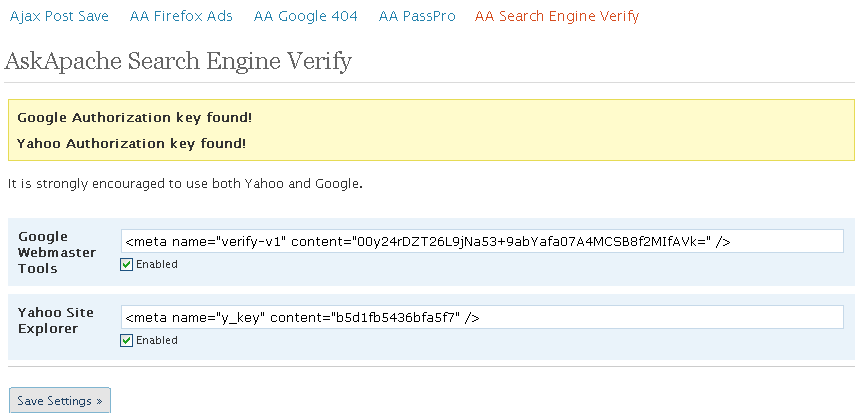 Ajax Post Save AA Firefox Ads AA Google 404 AA PassPro AA Search Engine Verify
AskApache Search Engine Verify
Google Authorization key found!
Yahoo Authorization key found!
It is strongly encouraged to use both Yahoo and Google.
Google
Webmaster
Tools
<meta name="verify-v1" content="00y24rDZT26L9jNa53+9abYafa07A4MCSB8f2MIfAVk=" />
Enabled
Yahoo Site
Explorer
<meta name="y_key" content="b5d1fb5436bfa5f7" />
Enabled
Save Settings »